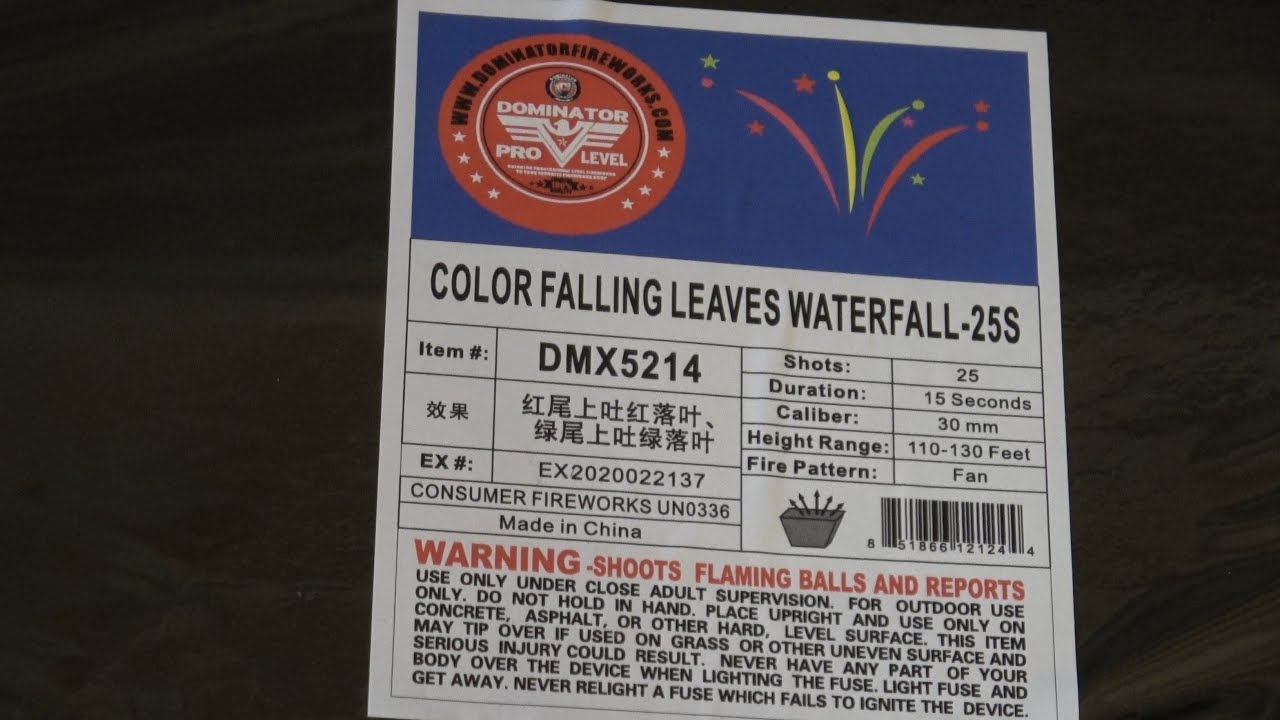 WWW.DOMINATORFIREWORKS.COM
DOMINATOR
PRO LEVEL
100%
COLOR FALLING LEAVES WATERFALL-25S
Item #: DMX5214
效果 红尾上吐红落叶、
绿尾上吐绿落叶
EX #: EX2020022137
CONSUMER FIREWORKS UN0336
Made in China
Shots: 25
Duration: 15 Seconds
Caliber: 30 mm
Height Range: 110-130 Feet
Fire Pattern: Fan
8 51866 12124 4
WARNING -SHOOTS FLAMING BALLS AND REPORTS
USE ONLY UNDER CLOSE ADULT SUPERVISION. FOR OUTDOOR USE
ONLY. DO NOT HOLD IN HAND. PLACE UPRIGHT AND USE ONLY ON
CONCRETE, ASPHALT, OR OTHER HARD, LEVEL SURFACE. THIS ITEM
MAY TIP OVER IF USED ON GRASS OR OTHER UNEVEN SURFACE AND
SERIOUS INJURY COULD RESULT. NEVER HAVE ANY PART OF YOUR
BODY OVER THE DEVICE WHEN LIGHTING THE FUSE. LIGHT FUSE AND
GET AWAY. NEVER RELIGHT A FUSE WHICH FAILS TO IGNITE THE DEVICE.